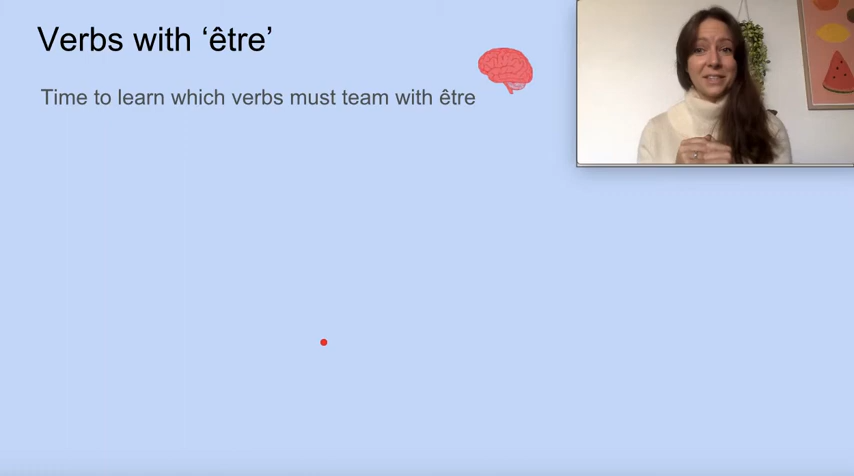 Verbs with ‘être’
Time to learn which verbs must team with être